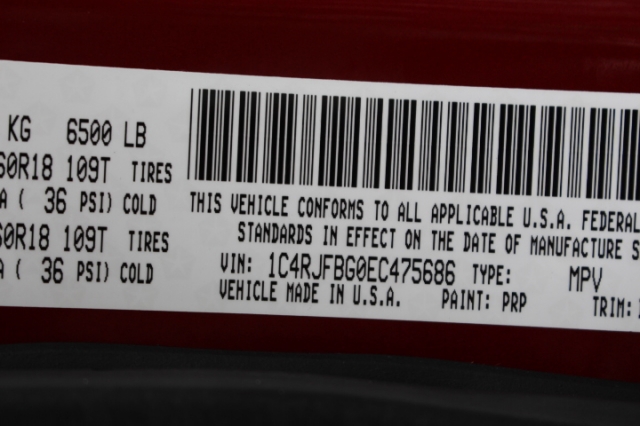 KG 6500 LB
60R18 109T TIRES
A ( 36 PSI) COLD
60R18 109T TIRES
A ( 36 PSI) COLD
THIS VEHICLE CONFORMS TO ALL APPLICABLE U.S.A. FEDERAL
STANDARDS IN EFFECT ON THE DATE OF MANUFACTURE S
VIN: 1C4RJFBG0EC475686 TYPE: MPV
VEHICLE MADE IN U.S.A. PAINT: PRP TRIM: